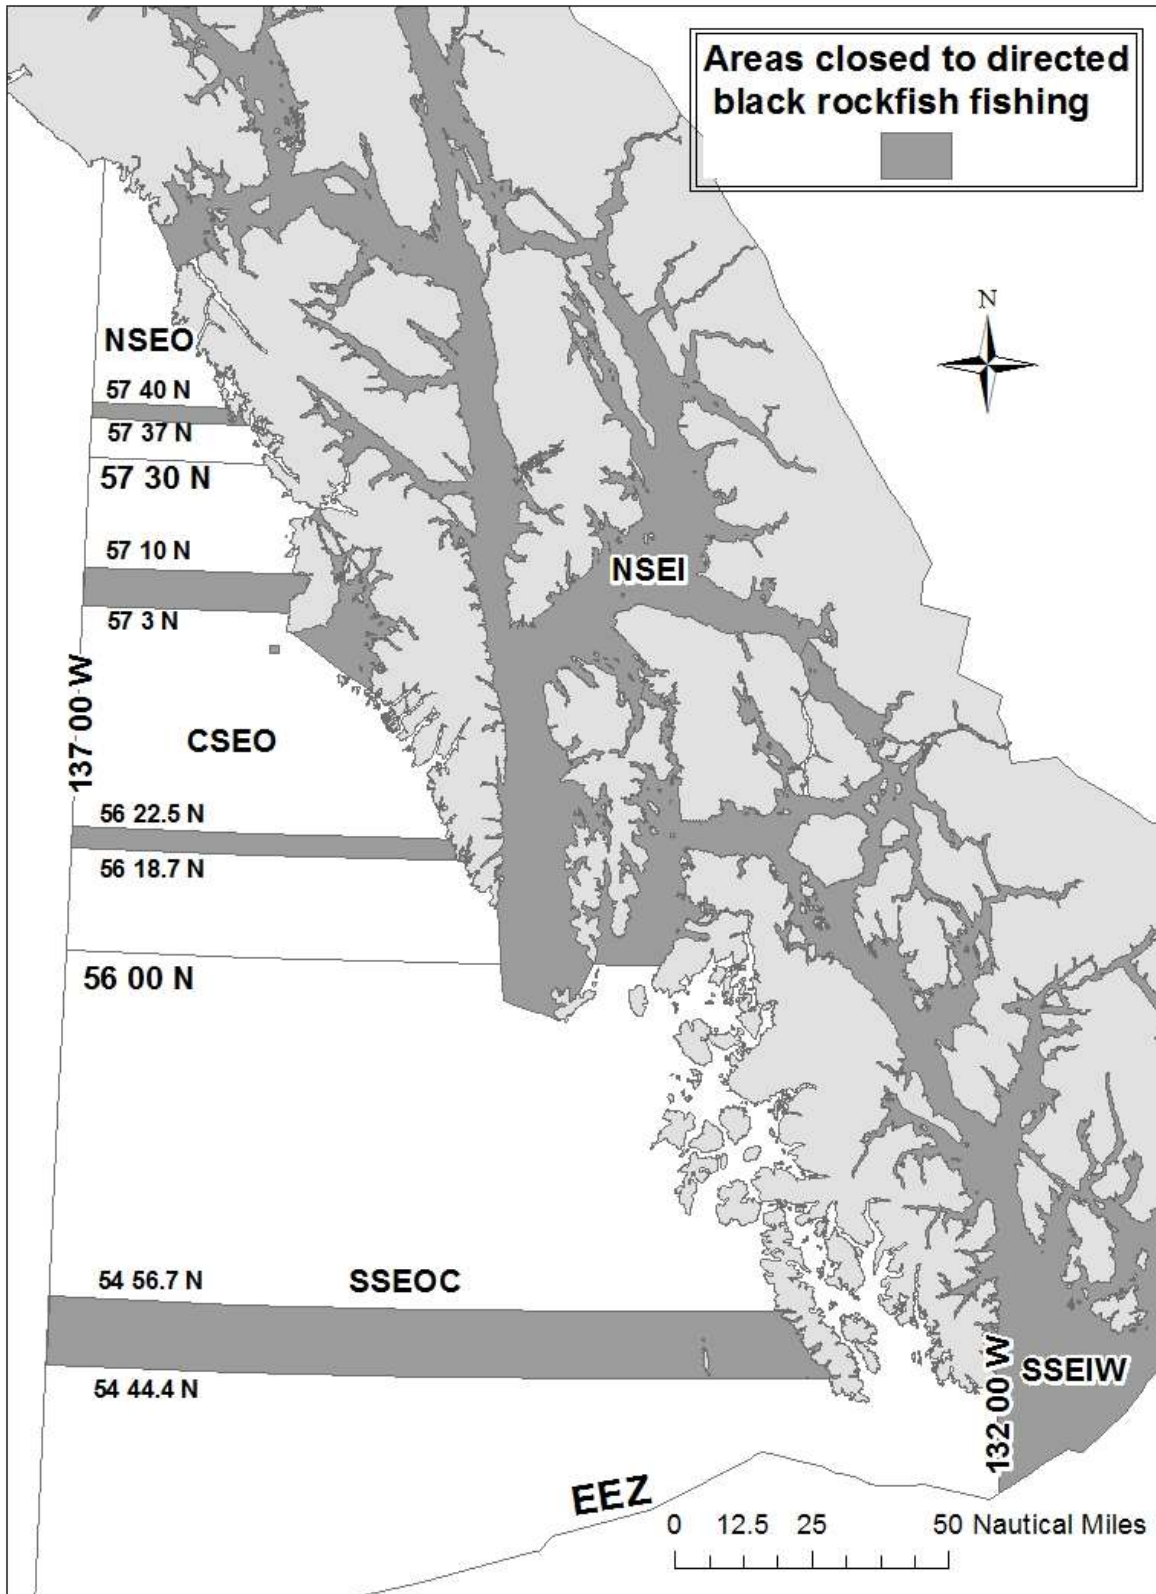 Areas closed to directed
black rockfish fishing
N
NSEO
57 40 N
57 37 N
57 30 N
57 10 N
NSEI
57 3 N
137 00 W
CSEO
56 22.5 N
56 18.7 N
56 00 N
54 56.7 N
SSEOC
54 44.4 N
132 00 W
SSEIW
EEZ
0 12.5 25 50 Nautical Miles